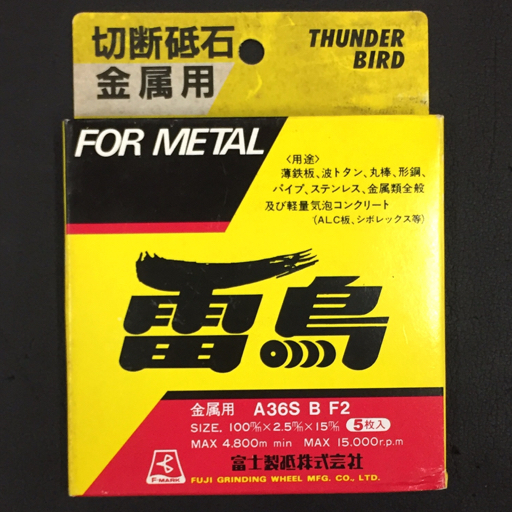 切断砥石
金属用
THUNDER
BIRD
FOR METAL
〈用途〉
薄鉄板、波トタン、丸棒、形鋼、
パイプ、ステンレス、金属類全般
及び軽量気泡コンクリート
(ALC板、シポレックス等)
雷鳥
金属用 A36S B F2
SIZE. 100㎜×2.5㎜×15㎜ 5枚入
MAX 4.800m min MAX 15.000r.p.m
富士製砥株式会社
F-MARK
FUJI GRINDING WHEEL MFG. CO., LTD.